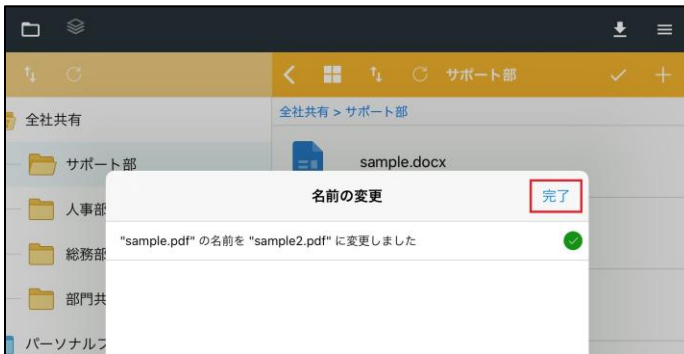 サポート部
全社共有
全社共有 > サポート部
サポート部
sample.docx
人事部
名前の変更
完了
"sample.pdf" の名前を "sample2.pdf" に変更しました
総務部
部門共
パーソナルフ